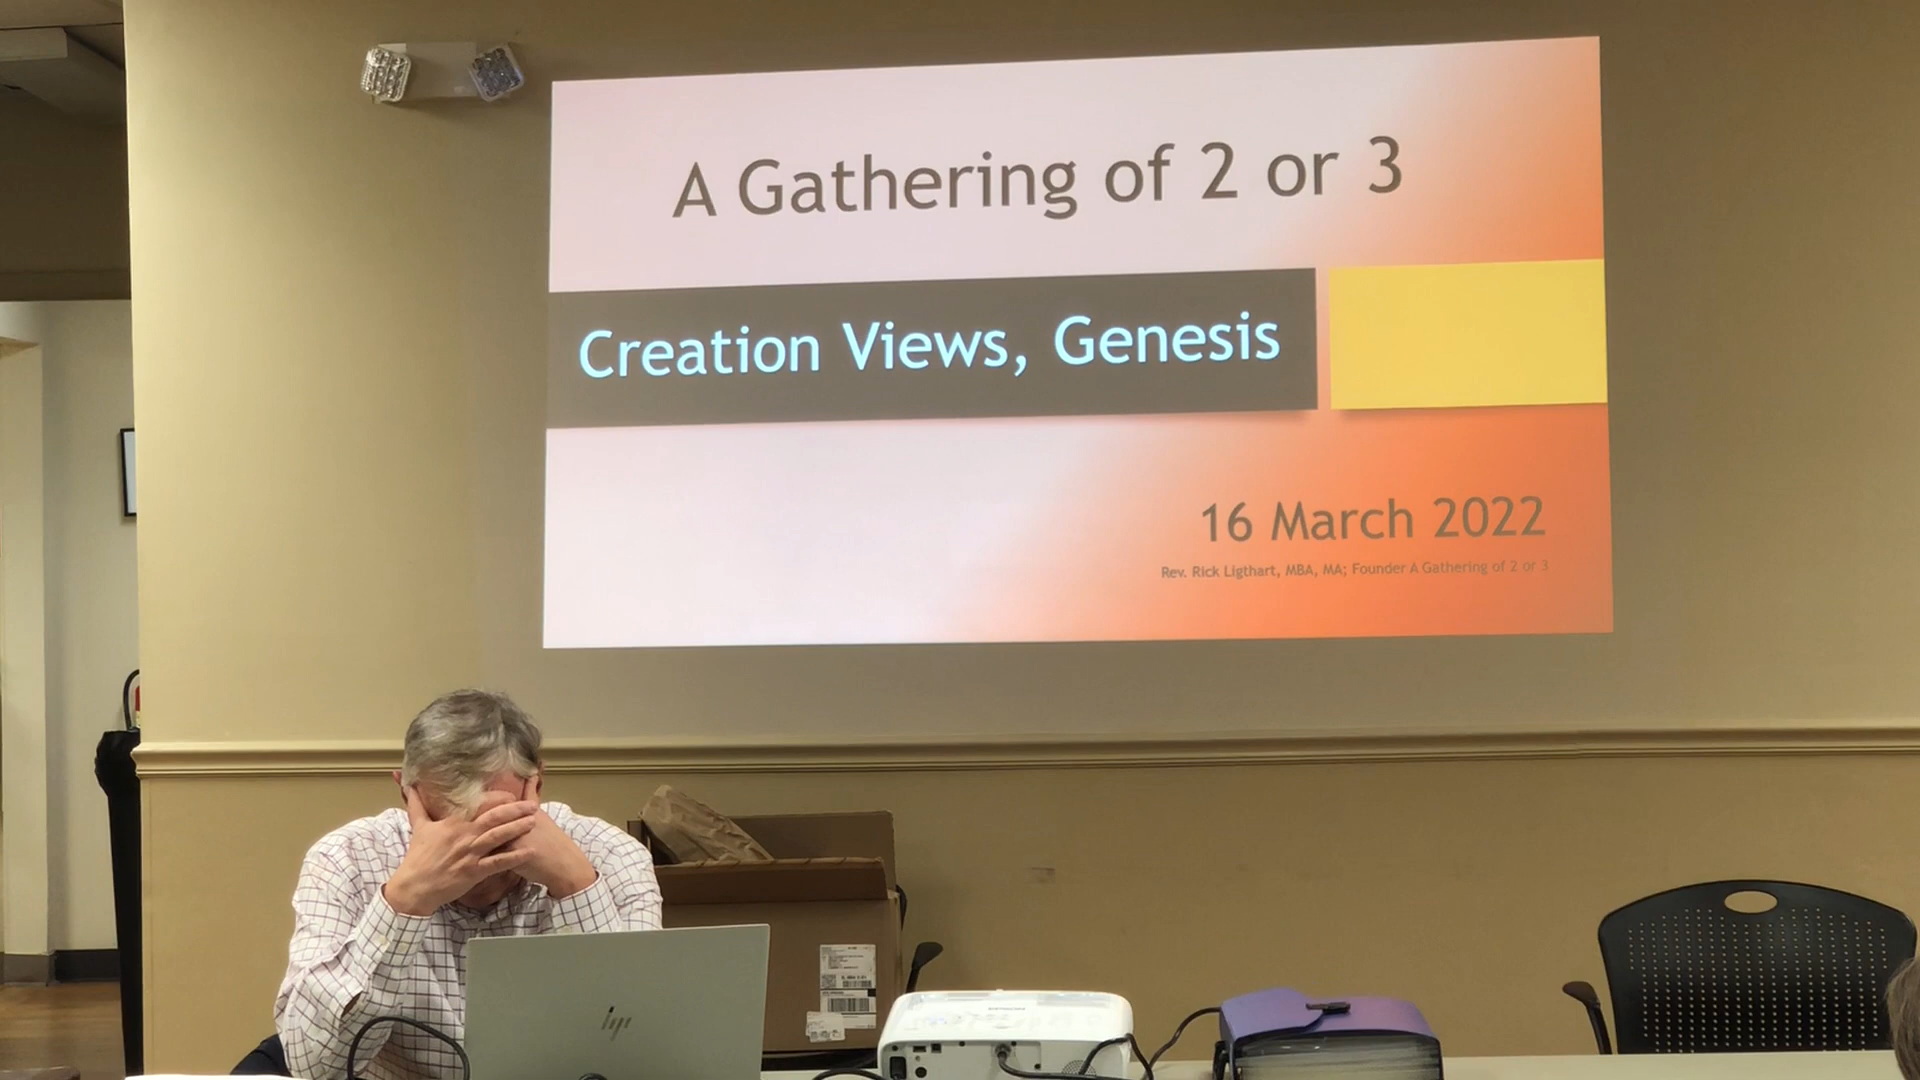 A Gathering of 2 or 3
Creation Views, Genesis
16 March 2022
Rev. Rick Ligthart, MBA, MA; Founder A Gathering of 2 or 3
hp